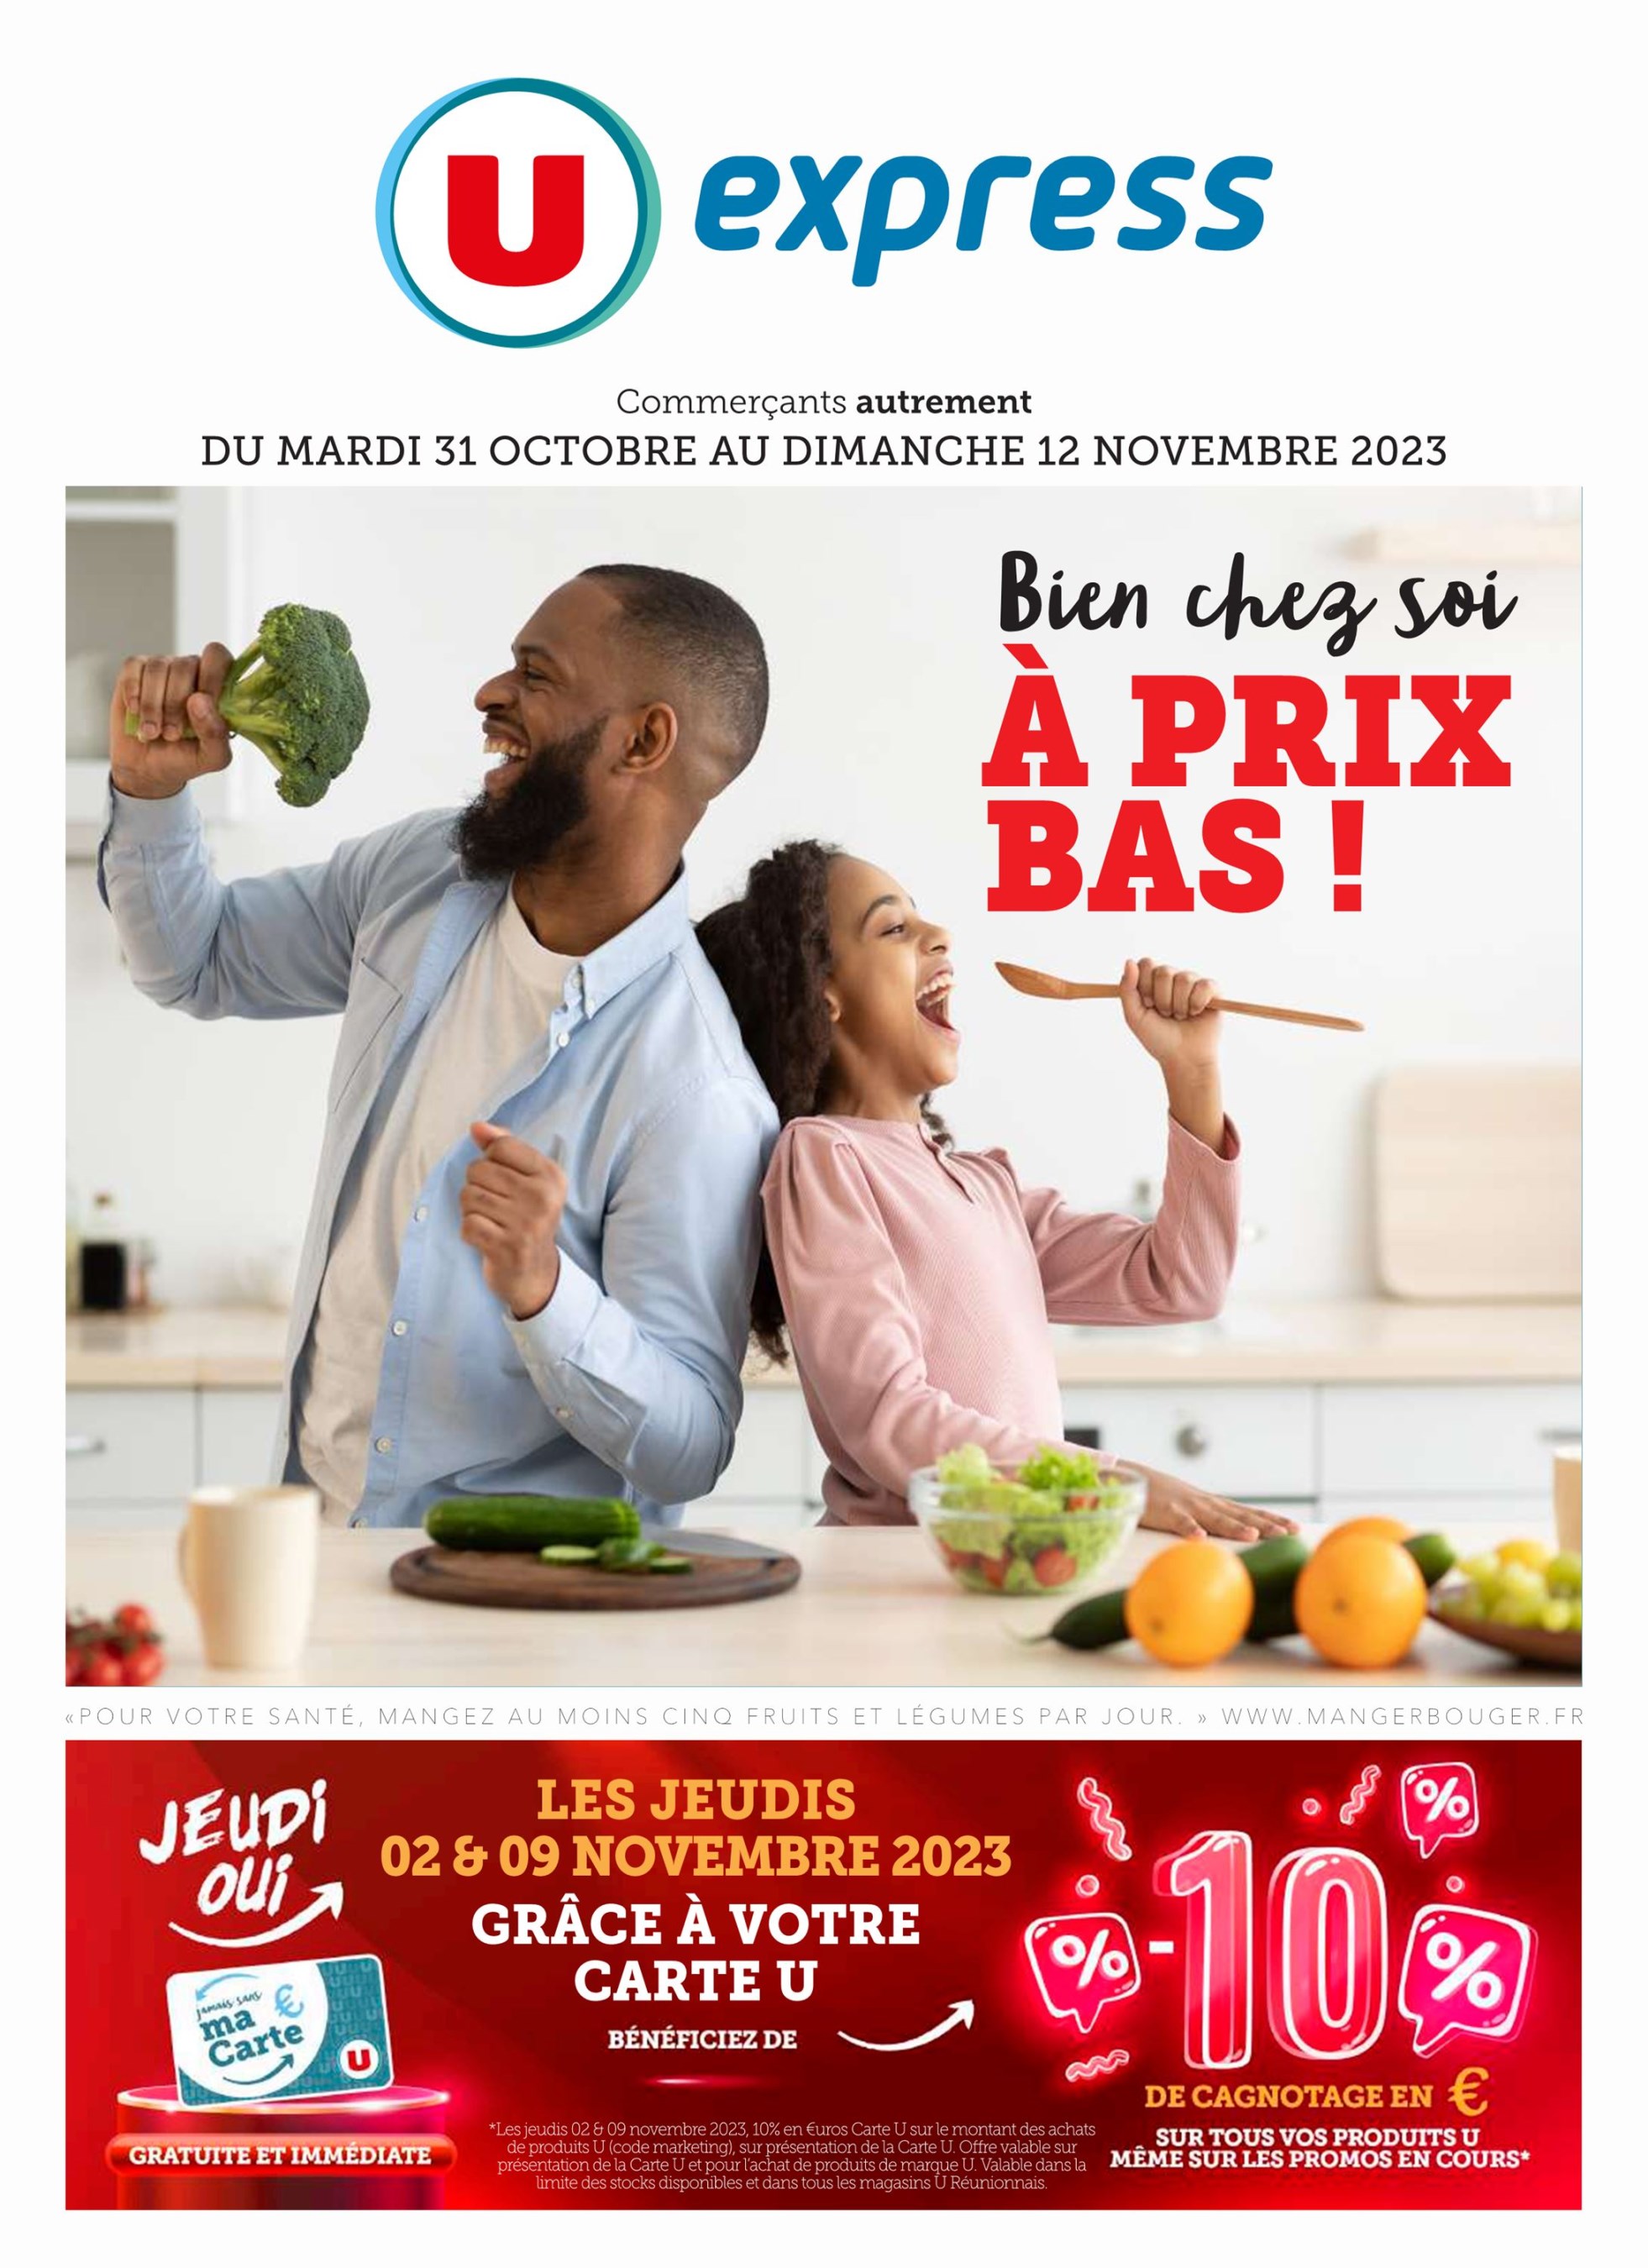 U express
Commerçants autrement
DU MARDI 31 OCTOBRE AU DIMANCHE 12 NOVEMBRE 2023
Bien chez soi
À PRIX
BAS !
«POUR VOTRE SANTÉ, MANGEZ AU MOINS CINQ FRUITS ET LÉGUMES PAR JOUR. » WWW.MANGERBOUGER.FR
JEUDi
OUi
jamais sans
ma
Carte
€
U
GRATUITE ET IMMÉDIATE
LES JEUDIS
02 & 09 NOVEMBRE 2023
GRÂCE À VOTRE
CARTE U
BÉNÉFICIEZ DE
*Les jeudis 02 & 09 novembre 2023, 10% en €uros Carte U sur le montant des achats
de produits U (code marketing), sur présentation de la Carte U. Offre valable sur
présentation de la Carte U et pour l'achat de produits de marque U. Valable dans la
limite des stocks disponibles et dans tous les magasins U Réunionnais.
%
% -10 %
DE CAGNOTAGE EN €
SUR TOUS VOS PRODUITS U
MÊME SUR LES PROMOS EN COURS*